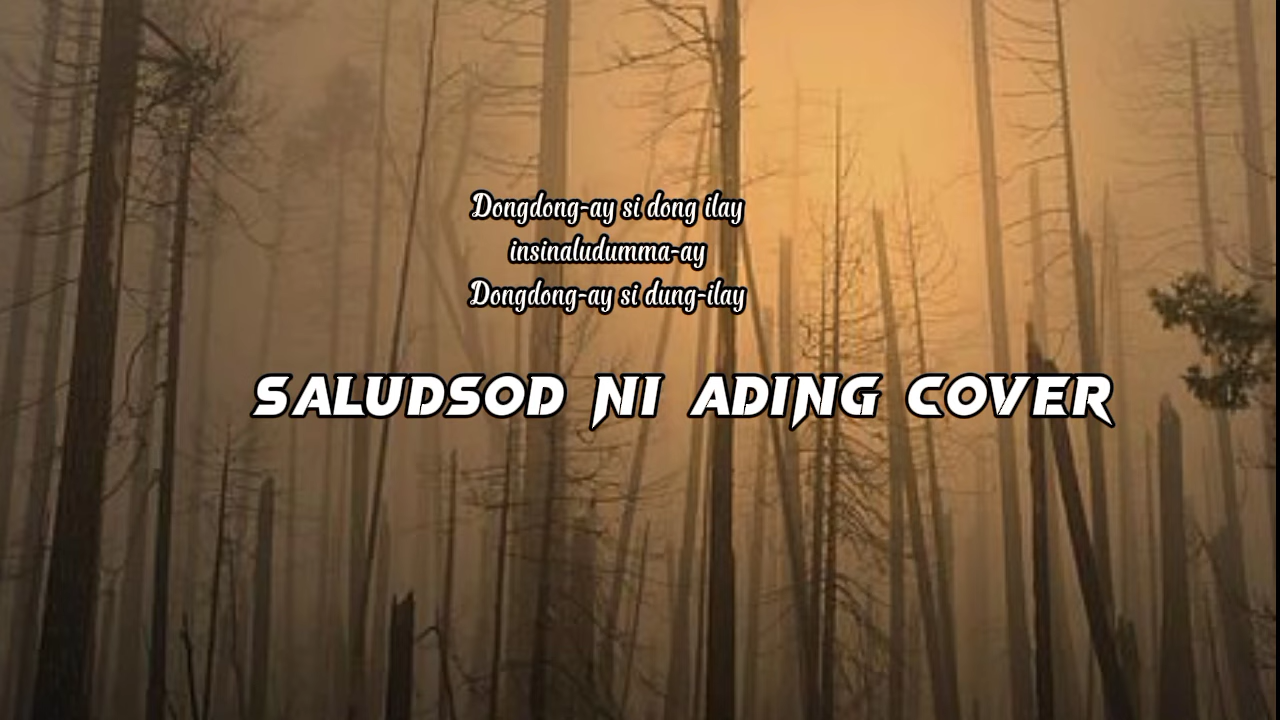 Dongdong-ay si dong ilay
insinaludumma-ay
Dongdong-ay si dung-ilay
SALUDSOD NI ADING COVER